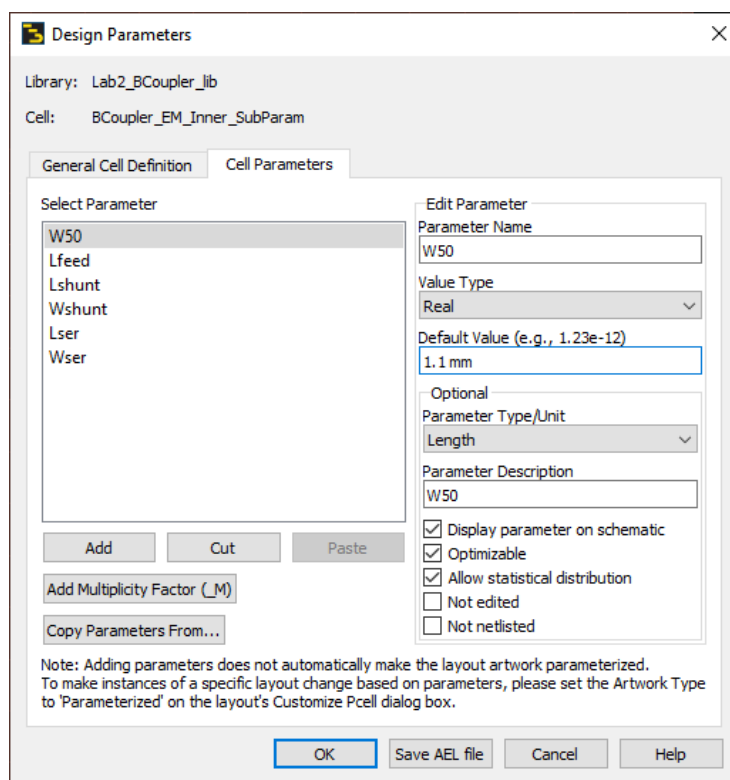 Design Parameters
Library: Lab2_BCoupler_lib
Cell: BCoupler_EM_Inner_SubParam
General Cell Definition
Cell Parameters
Select Parameter
W50
Lfeed
Lshunt
Wshunt
Lser
Wser
Add
Cut
Paste
Add Multiplicity Factor (_M)
Copy Parameters From...
Edit Parameter
Parameter Name
W50
Value Type
Real
Default Value (e.g., 1.23e-12)
1.1 mm
Optional
Parameter Type/Unit
Length
Parameter Description
W50
Display parameter on schematic
Optimizable
Allow statistical distribution
Not edited
Not netlisted
Note: Adding parameters does not automatically make the layout artwork parameterized.
To make instances of a specific layout change based on parameters, please set the Artwork Type
to 'Parameterized' on the layout's Customize Pcell dialog box.
OK
Save AEL file
Cancel
Help